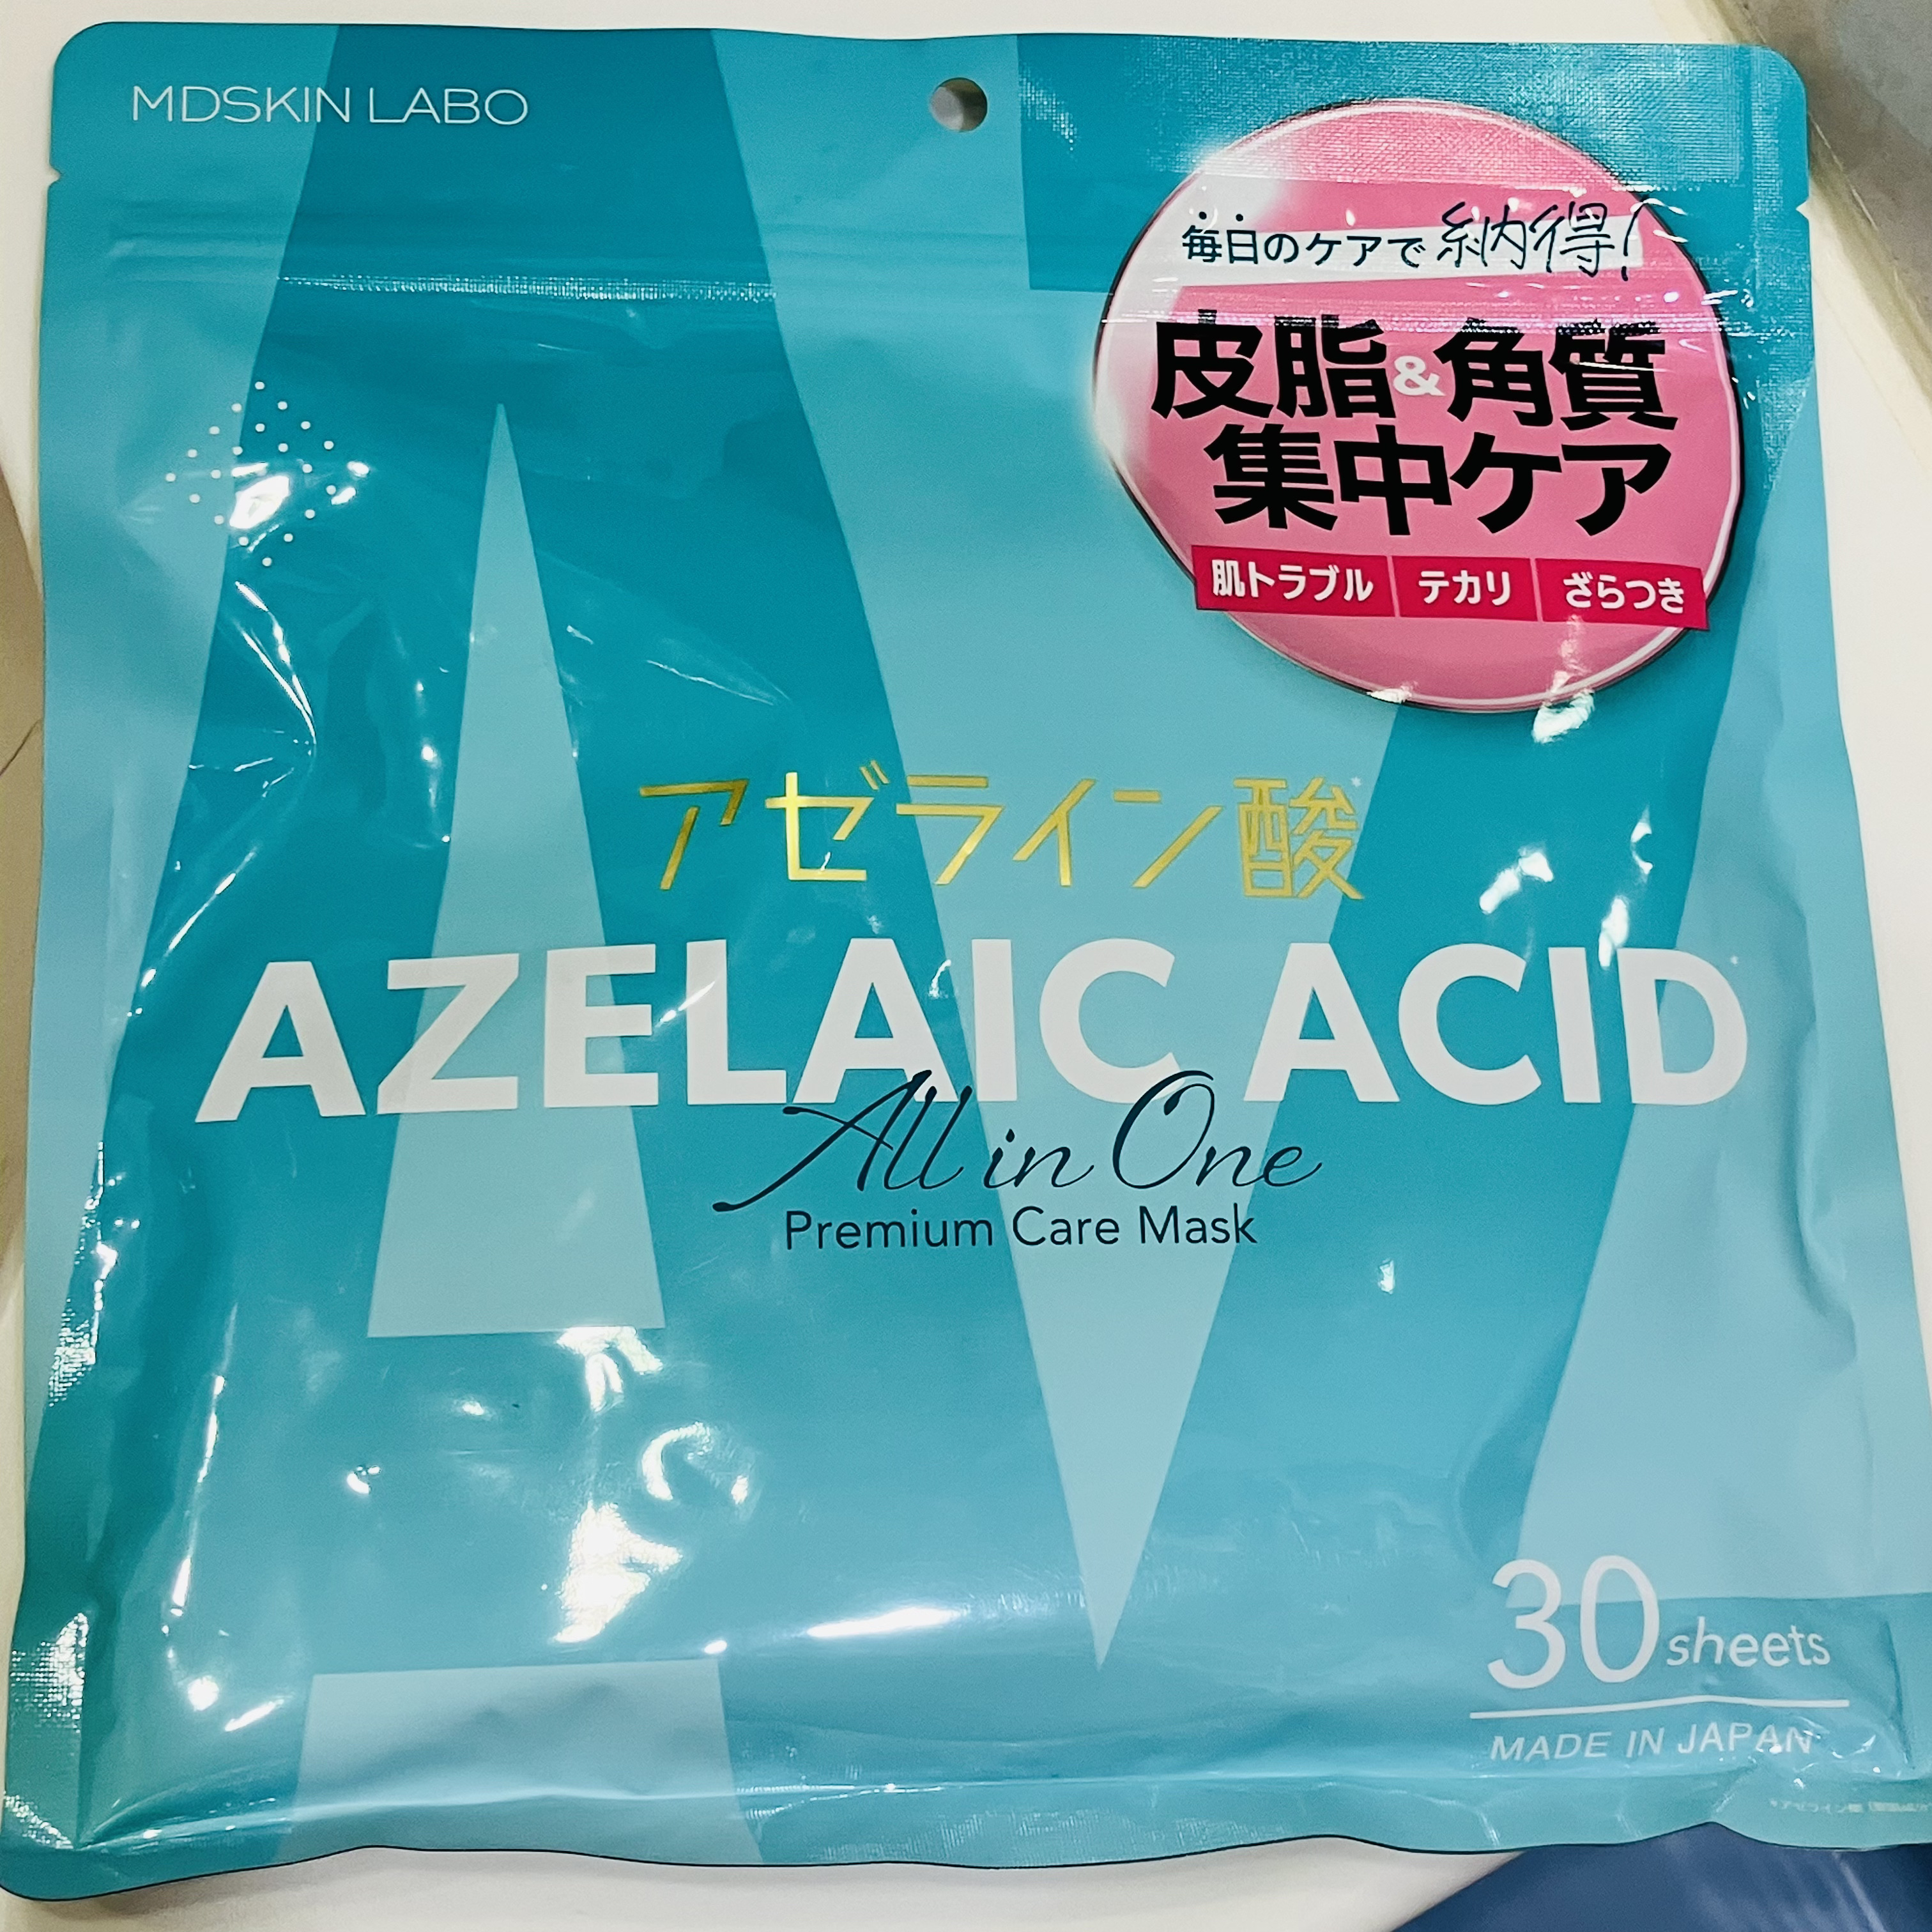 MDSKIN LABO
毎日のケアで納得!
皮脂&角質
集中ケア
肌トラブル テカリ ざらつき
アゼライン酸*
AZELAIC ACID
All in One
Premium Care Mask
30 sheets
MADE IN JAPAN